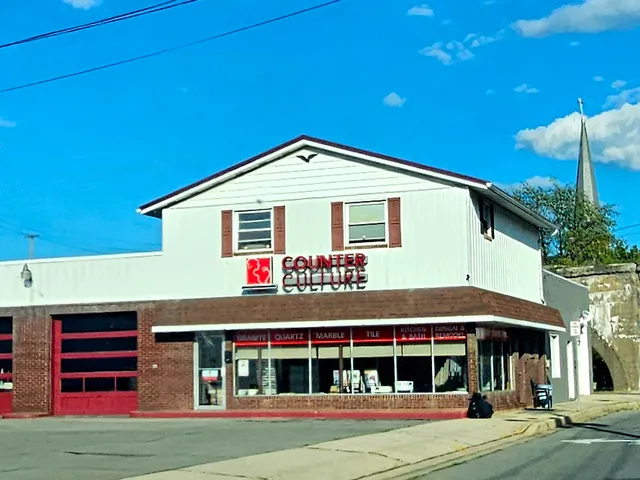 COUNTER
CULTURE
GRANITE QUARTZ MARBLE TILE KITCHEN & BATH DESIGN & REMODEL